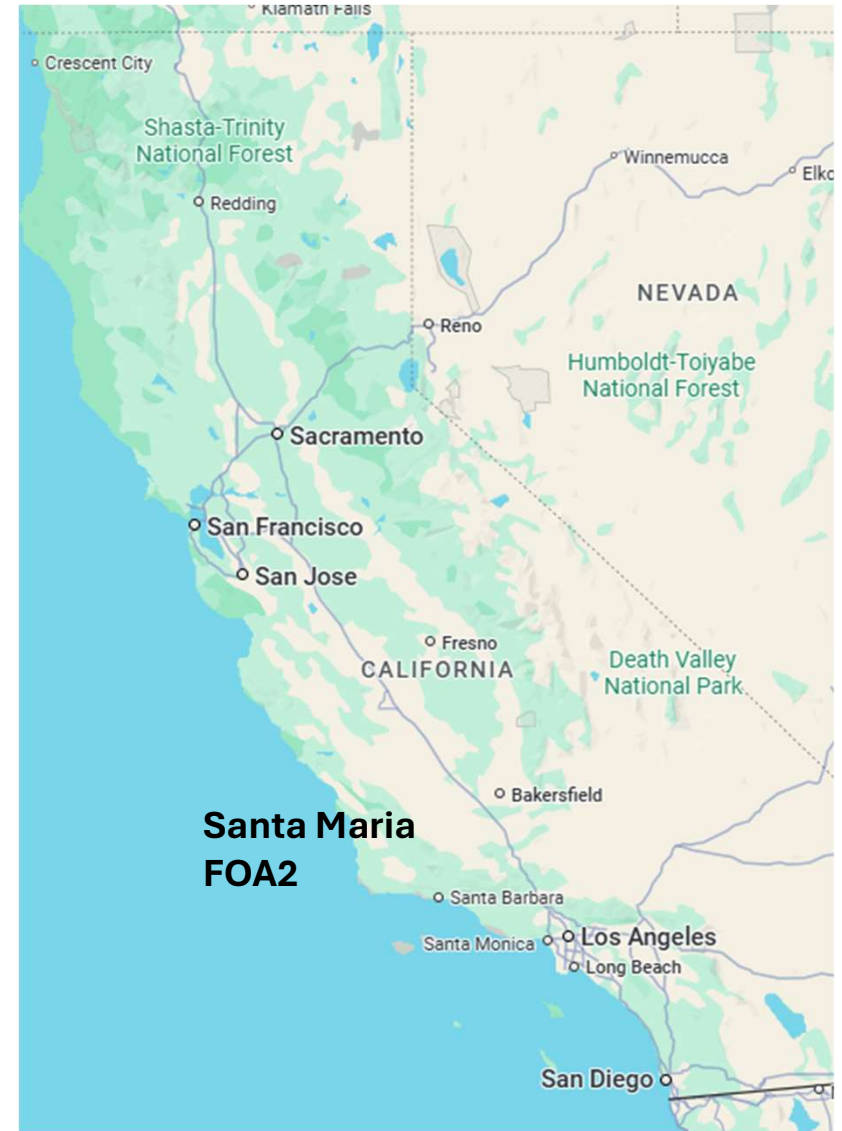 Klamath Falls
Crescent City
Shasta-Trinity
National Forest
Winnemucca
Elko
Redding
NEVADA
Reno
Humboldt-Toiyabe
National Forest
Sacramento
San Francisco
San Jose
Fresno
CALIFORNIA
Death Valley
National Park
Bakersfield
Santa Maria
FOA2
Santa Barbara
Los Angeles
Santa Monica
Long Beach
San Diego